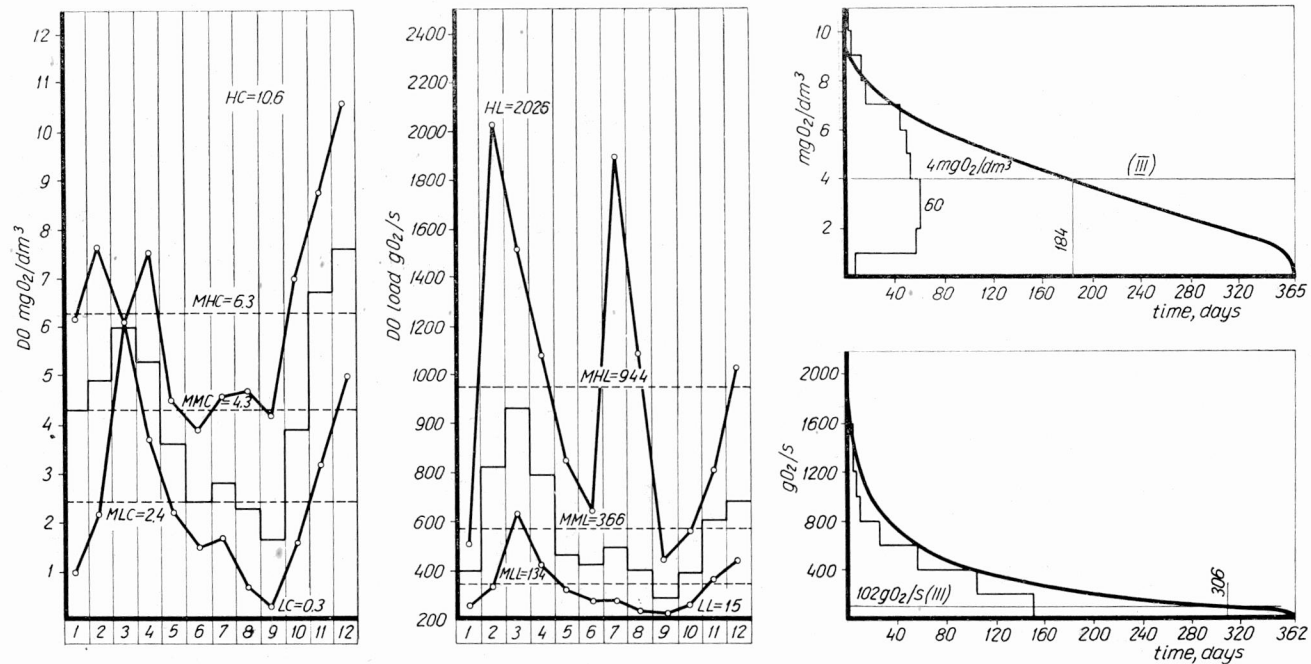 DO mgO₂/dm³
12
11
10
9
8
7
6
5
4
3
2
1
HC=10.6
MHC=6.3
MMC=4.3
MLC=2,4
LC=0.3
1 2 3 4 5 6 7 8 9 10 11 12
DO load gO₂/s
2400
2200
2000
1800
1600
1400
1200
1000
900
800
600
400
200
HL=2026
MHL=944
MML=366
MLL=134
LL=15
1 2 3 4 5 6 7 8 9 10 11 12
mgO₂/dm³
10
8
6
4
2
4mgO₂/dm³
(III)
60
184
40 80 120 160 200 240 280 320 365
time, days
gO₂/s
2000
1600
1200
800
400
102gO₂/s(III)
306
40 80 120 160 200 240 280 320 362
time, days